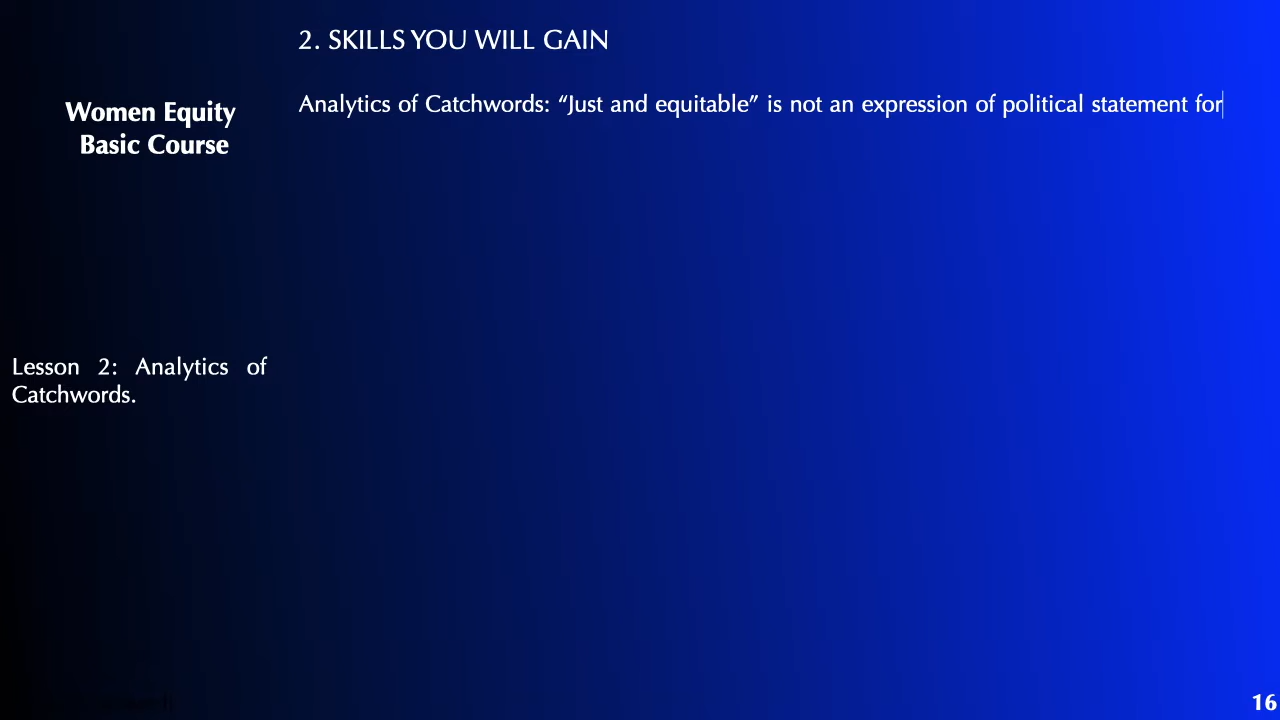 2. SKILLS YOU WILL GAIN
Women Equity
Basic Course
Analytics of Catchwords: “Just and equitable” is not an expression of political statement for
Lesson 2: Analytics of
Catchwords.
16